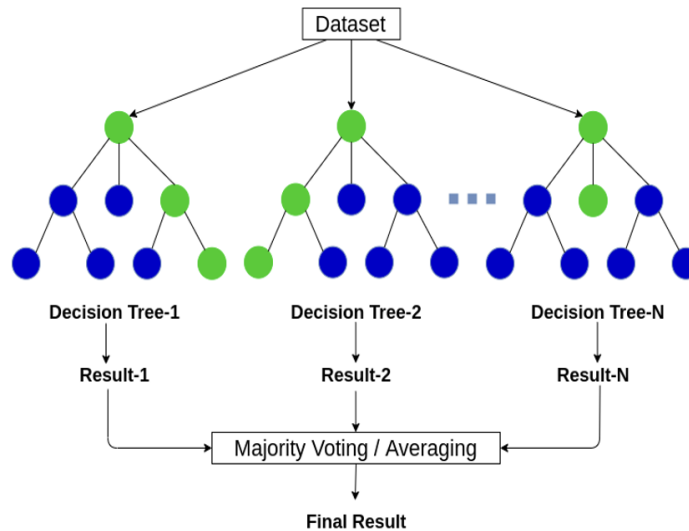 Dataset
Decision Tree-1
Decision Tree-2
Decision Tree-N
Result-1
Result-2
Result-N
Majority Voting / Averaging
Final Result